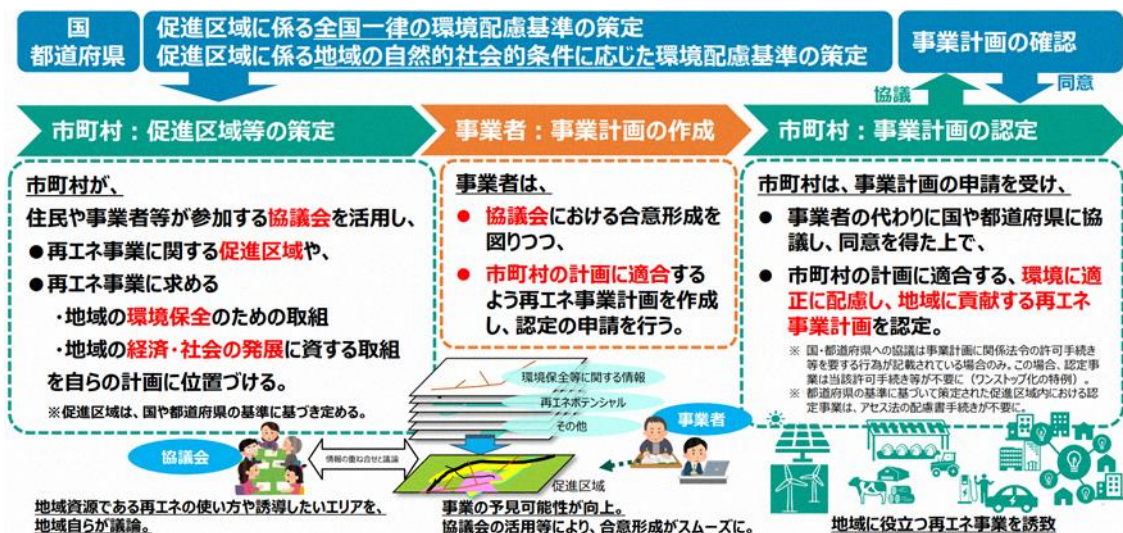 国
都道府県
促進区域に係る全国一律の環境配慮基準の策定
促進区域に係る地域の自然的社会的条件に応じた環境配慮基準の策定
事業計画の確認
協議
同意
市町村：促進区域等の策定
事業者：事業計画の作成
市町村：事業計画の認定
市町村が、
住民や事業者等が参加する協議会を活用し、
●再エネ事業に関する促進区域や、
●再エネ事業に求める
・地域の環境保全のための取組
・地域の経済・社会の発展に資する取組
を自らの計画に位置づける。
※促進区域は、国や都道府県の基準に基づき定める。
事業者は、
● 協議会における合意形成を
図りつつ、
● 市町村の計画に適合する
よう再エネ事業計画を作成
し、認定の申請を行う。
市町村は、事業計画の申請を受け、
● 事業者の代わりに国や都道府県に協
議し、同意を得た上で、
● 市町村の計画に適合する、環境に適
正に配慮し、地域に貢献する再エネ
事業計画を認定。
※ 国・都道府県への協議は事業計画に関係法令の許可手続き
等を要する行為が記載されている場合のみ。この場合、認定事
業は当該許可手続き等が不要に（ワンストップ化の特例）。
※ 都道府県の基準に基づいて策定された促進区域内における認
定事業は、アセス法の配慮書手続きが不要に。
環境保全等に関する情報
再エネポテンシャル
その他
事業者
協議会
情報の重ね合せと議論
促進区域
地域資源である再エネの使い方や誘導したいエリアを、
地域自らが議論。
事業の予見可能性が向上。
協議会の活用等により、合意形成がスムーズに。
地域に役立つ再エネ事業を誘致